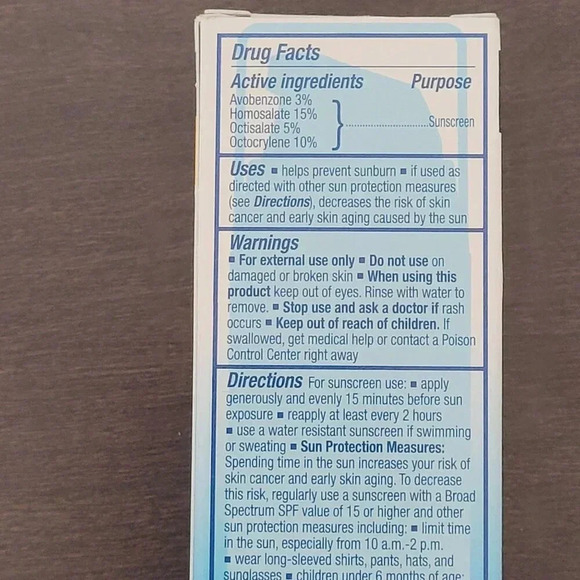 Drug Facts
Active ingredients Purpose
Avobenzone 3%
Homosalate 15%
Octisalate 5%
Octocrylene 10%
} ........................Sunscreen
Uses ▪ helps prevent sunburn ▪ if used as
directed with other sun protection measures
(see Directions), decreases the risk of skin
cancer and early skin aging caused by the sun
Warnings
▪ For external use only ▪ Do not use on
damaged or broken skin ▪ When using this
product keep out of eyes. Rinse with water to
remove. ▪ Stop use and ask a doctor if rash
occurs ▪ Keep out of reach of children. If
swallowed, get medical help or contact a Poison
Control Center right away
Directions For sunscreen use: ▪ apply
generously and evenly 15 minutes before sun
exposure ▪ reapply at least every 2 hours
▪ use a water resistant sunscreen if swimming
or sweating ▪ Sun Protection Measures:
Spending time in the sun increases your risk of
skin cancer and early skin aging. To decrease
this risk, regularly use a sunscreen with a Broad
Spectrum SPF value of 15 or higher and other
sun protection measures including: ▪ limit time
in the sun, especially from 10 a.m.-2 p.m.
▪ wear long-sleeved shirts, pants, hats, and
sunglasses ▪ children under 6 months of age: